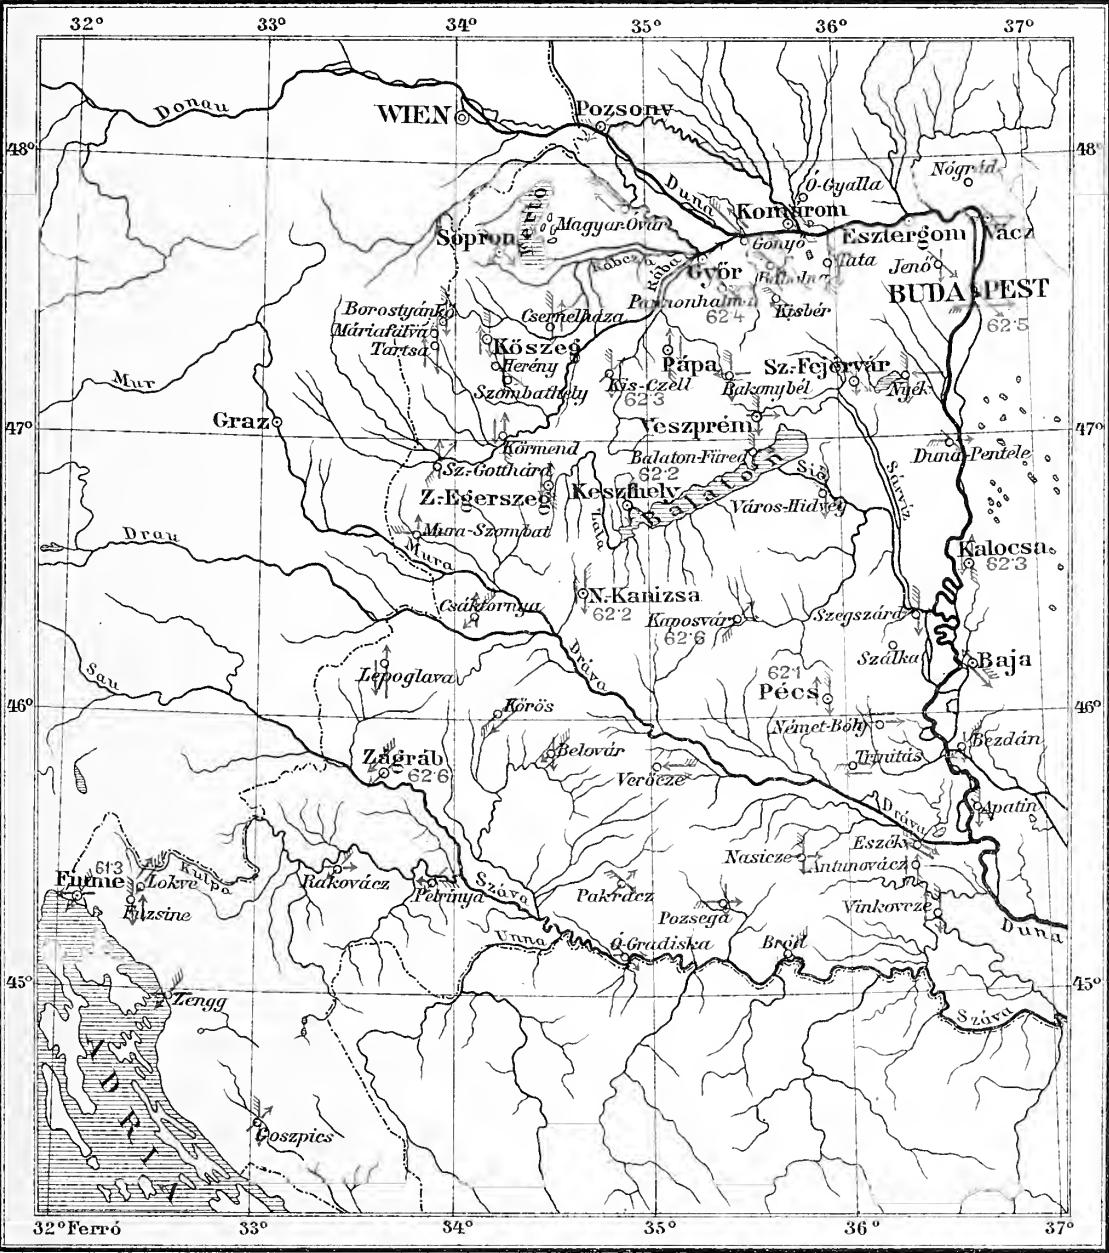 32° 33° 34° 35° 36° 37°
Donau
WIEN
Pozsony
48° 48°
Nógrád
Ó-Gyalla
Duna
Komárom
Magyar-Óvár
Fertő
Sopron
Gönyő
Esztergom
Vácz
Rábcza
Rába
Győr
Tata
Jenő
Bábolna
BUDAPEST
Pannonhalma
62·4
Kisbér
62·5
Borostyánkő
Csernelháza
Máriafalva
Tartsa
Kőszeg
Herény
Pápa
Sz.-Fejérvár
Mur
Szombathely
Kis-Czell
62·3
Bakonybél
Nyék
Graz
47° 47°
Veszprém
Körmend
Balaton-Füred
Duna-Pentele
Sz.-Gotthárd
62·2
Sió
Sárvíz
Z.-Egerszeg
Keszthely
Balaton
Város-Hidvég
Zala
Mura-Szombat
Drau
Mura
Kalocsa
62·3
N.-Kanizsa
62·2
Csáktornya
Kaposvár
62·6
Szegszárd
Dráva
Szálka
Baja
Lepoglava
62·1
Pécs
Sau
46° 46°
Körös
Német-Bóly
Bezdán
Zágráb
62·6
Belovár
Verőcze
Trinitás
Dráva
Apatin
Eszék
Nasicze
Antunovácz
61·3
Fiume
Lokve
Kulpa
Fuzsine
Rakovácz
Petrinya
Száva
Pakrácz
Pozsega
Vinkovcze
Duna
Unna
Ó-Gradiska
Bród
45° 45°
Zengg
Száva
ADRIA
Goszpics
32° Ferró 33° 34° 35° 36° 37°